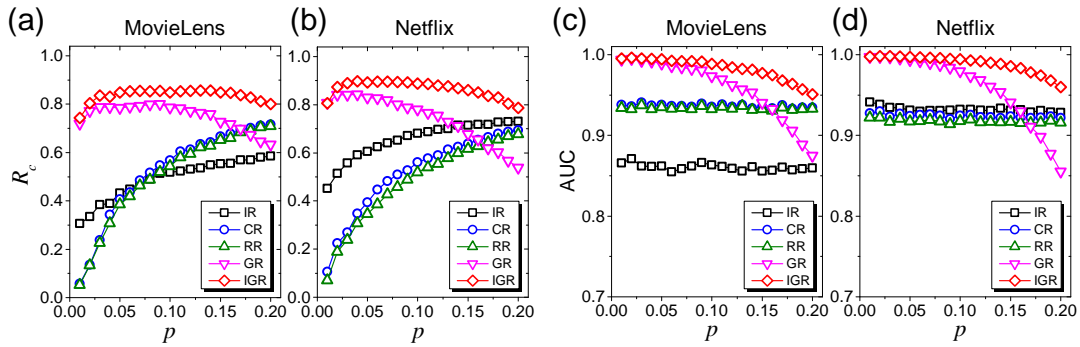 (a) MovieLens (b) Netflix (c) MovieLens (d) Netflix
1.0 1.0 1.0 1.0
0.8 0.8
0.6 0.6 0.9 0.9
R_c AUC
0.4 0.4 0.8 0.8
0.2 0.2
IR IR IR IR
CR CR CR CR
RR RR RR RR
GR GR GR GR
IGR IGR IGR IGR
0.0 0.0 0.7 0.7
0.00 0.05 0.10 0.15 0.20 0.00 0.05 0.10 0.15 0.20 0.00 0.05 0.10 0.15 0.20 0.00 0.05 0.10 0.15 0.20
p p p p